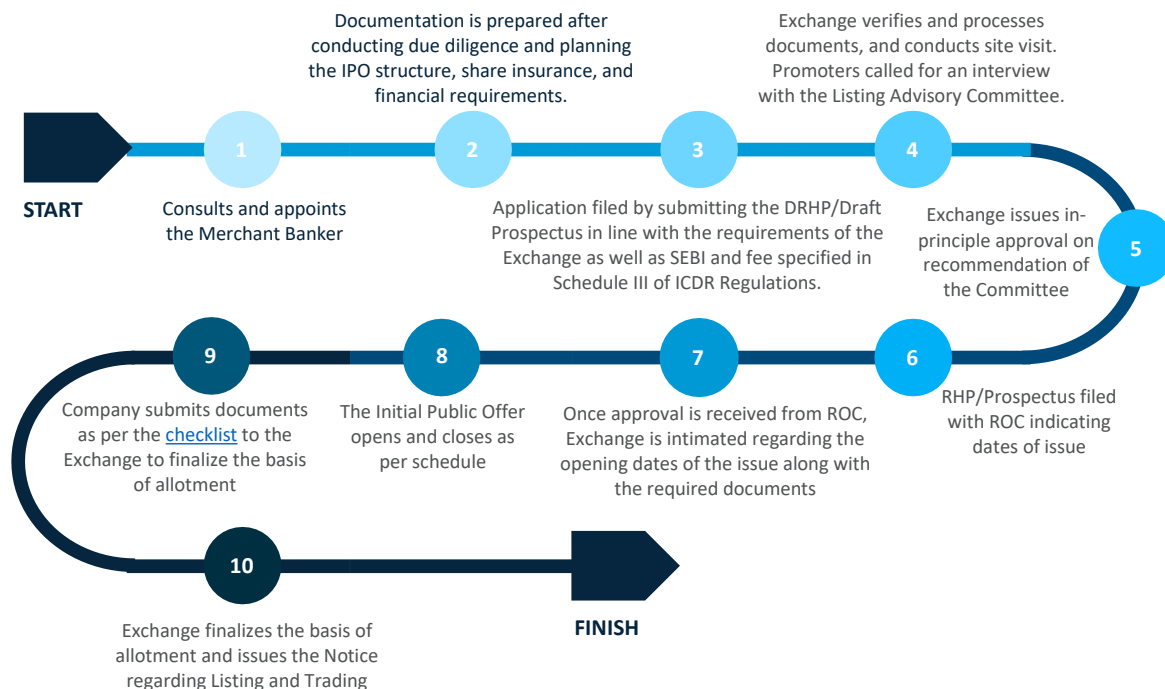 START
1
Consults and appoints
the Merchant Banker
Documentation is prepared after
conducting due diligence and planning
the IPO structure, share insurance, and
financial requirements.
2
3
Application filed by submitting the DRHP/Draft
Prospectus in line with the requirements of the
Exchange as well as SEBI and fee specified in
Schedule III of ICDR Regulations.
Exchange verifies and processes
documents, and conducts site visit.
Promoters called for an interview
with the Listing Advisory Committee.
4
5
Exchange issues in-
principle approval on
recommendation of
the Committee
6
RHP/Prospectus filed
with ROC indicating
dates of issue
7
Once approval is received from ROC,
Exchange is intimated regarding the
opening dates of the issue along with
the required documents
8
The Initial Public Offer
opens and closes as
per schedule
9
Company submits documents
as per the checklist to the
Exchange to finalize the basis
of allotment
10
Exchange finalizes the basis of
allotment and issues the Notice
regarding Listing and Trading
FINISH